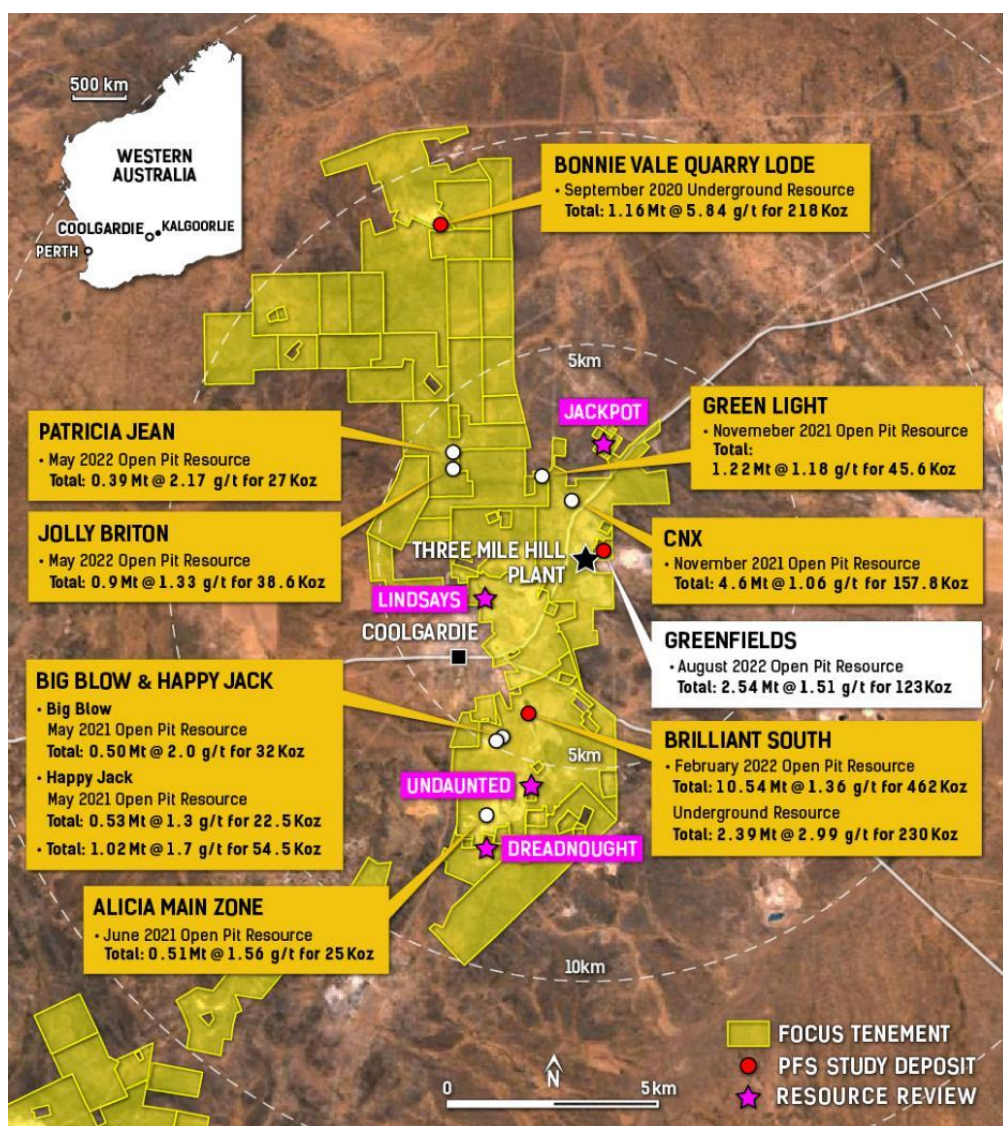 500 km
WESTERN
AUSTRALIA
COOLGARDIE
KALGOORLIE
PERTH
BONNIE VALE QUARRY LODE
• September 2020 Underground Resource
Total: 1.16 Mt @ 5.84 g/t for 218 Koz
5km
JACKPOT
GREEN LIGHT
• Novemeber 2021 Open Pit Resource
Total:
1.22 Mt @ 1.18 g/t for 45.6 Koz
PATRICIA JEAN
• May 2022 Open Pit Resource
Total: 0.39 Mt @ 2.17 g/t for 27 Koz
JOLLY BRITON
• May 2022 Open Pit Resource
Total: 0.9 Mt @ 1.33 g/t for 38.6 Koz
CNX
• November 2021 Open Pit Resource
Total: 4.6 Mt @ 1.06 g/t for 157.8 Koz
THREE MILE HILL
PLANT
LINDSAYS
COOLGARDIE
GREENFIELDS
• August 2022 Open Pit Resource
Total: 2.54 Mt @ 1.51 g/t for 123 Koz
BIG BLOW & HAPPY JACK
• Big Blow
May 2021 Open Pit Resource
Total: 0.50 Mt @ 2.0 g/t for 32 Koz
• Happy Jack
May 2021 Open Pit Resource
Total: 0.53 Mt @ 1.3 g/t for 22.5 Koz
• Total: 1.02 Mt @ 1.7 g/t for 54.5 Koz
BRILLIANT SOUTH
• February 2022 Open Pit Resource
Total: 10.54 Mt @ 1.36 g/t for 462 Koz
Underground Resource
Total: 2.39 Mt @ 2.99 g/t for 230 Koz
5km
UNDAUNTED
DREADNOUGHT
ALICIA MAIN ZONE
• June 2021 Open Pit Resource
Total: 0.51 Mt @ 1.56 g/t for 25 Koz
10km
FOCUS TENEMENT
PFS STUDY DEPOSIT
RESOURCE REVIEW
N
0
5km